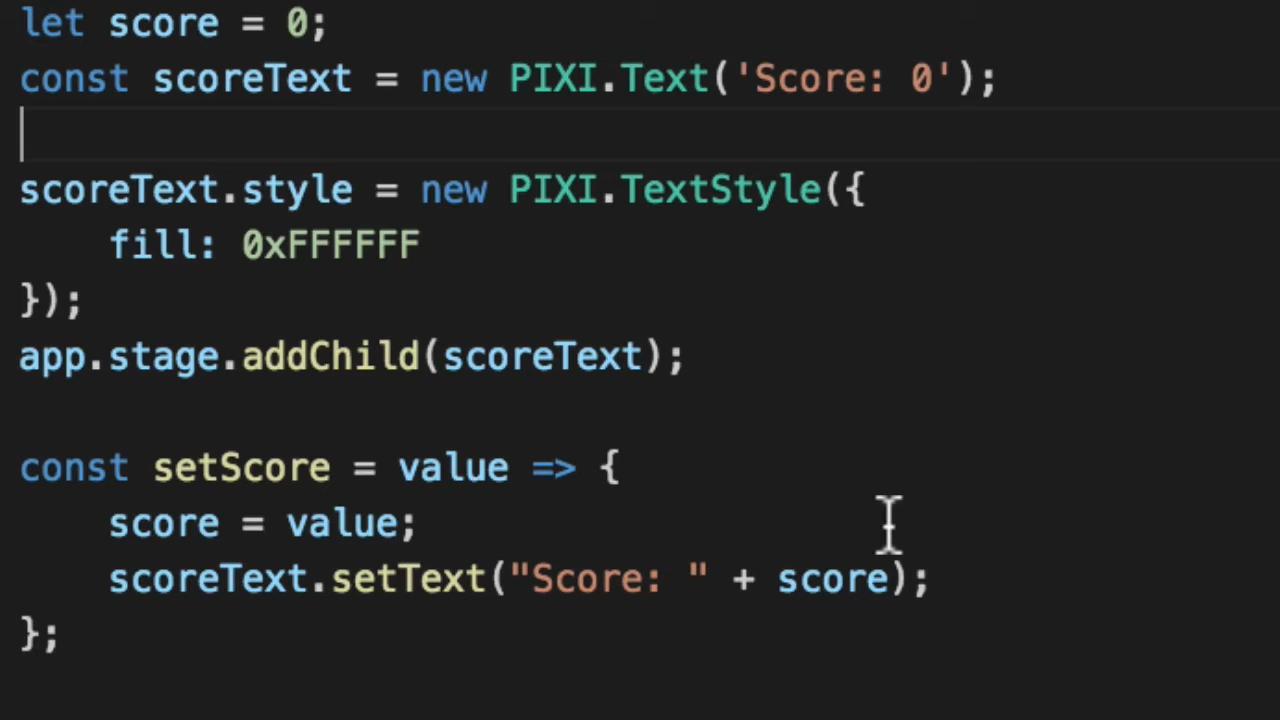 let score = 0;
const scoreText = new PIXI.Text('Score: 0');
scoreText.style = new PIXI.TextStyle({
    fill: 0xFFFFFF
});
app.stage.addChild(scoreText);
const setScore = value => {
    score = value;
    scoreText.setText("Score: " + score);
};